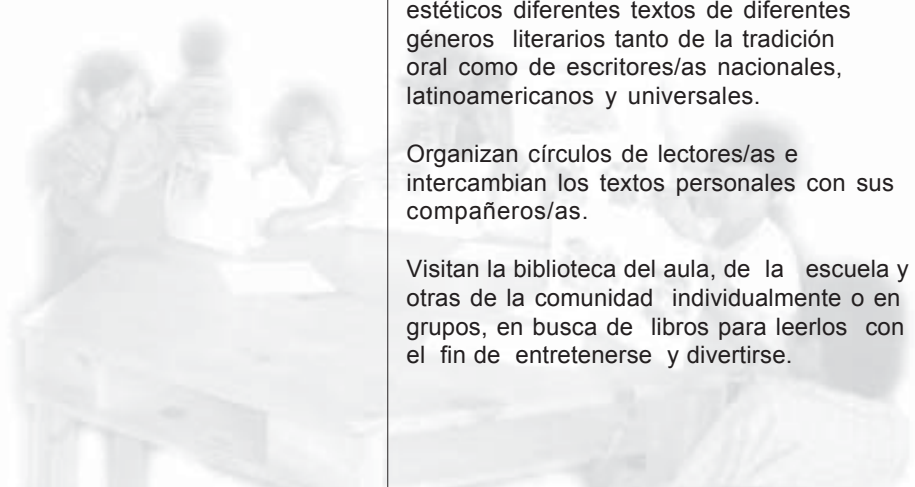 estéticos diferentes textos de diferentes
géneros literarios tanto de la tradición
oral como de escritores/as nacionales,
latinoamericanos y universales.
Organizan círculos de lectores/as e
intercambian los textos personales con sus
compañeros/as.
Visitan la biblioteca del aula, de la escuela y
otras de la comunidad individualmente o en
grupos, en busca de libros para leerlos con
el fin de entretenerse y divertirse.